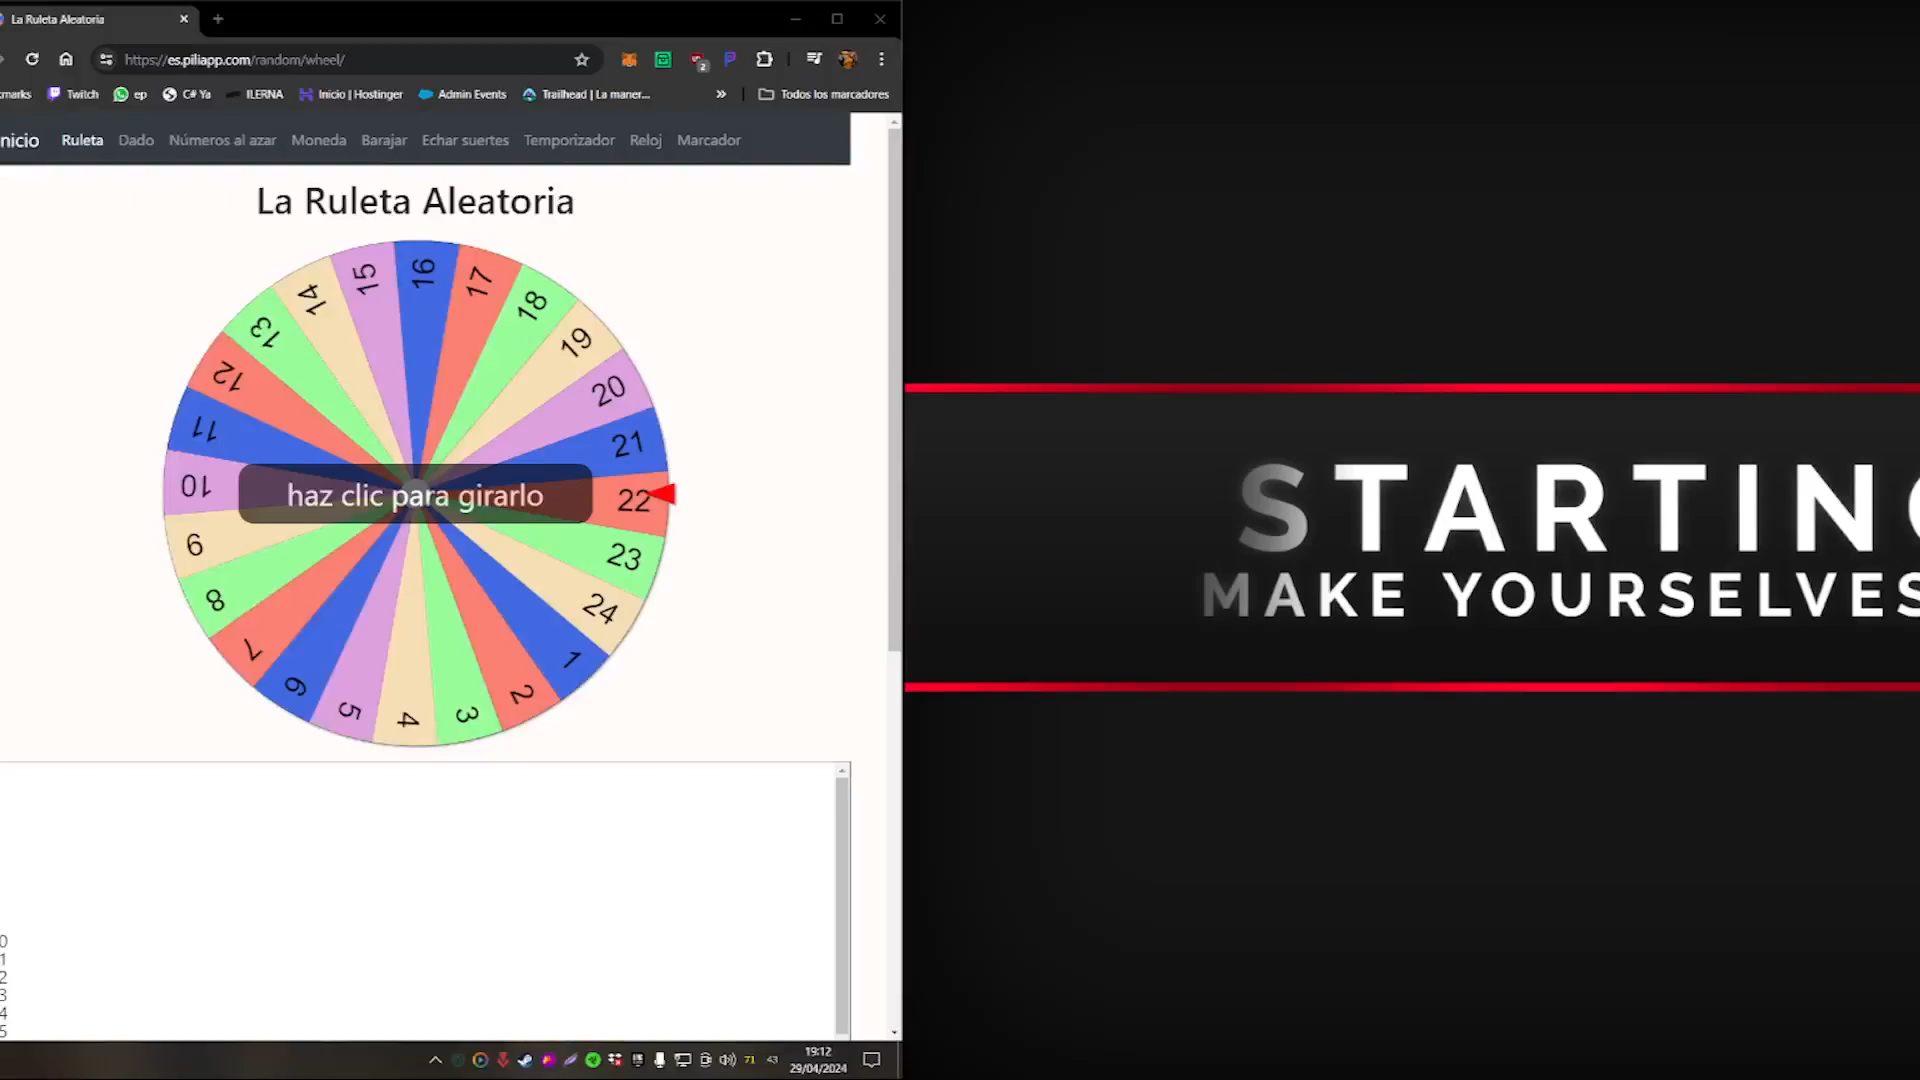 La Ruleta Aleatoria
https://es.piliapp.com/random/wheel/
2
Twitch
ep
C# Ya
ILERNA
Inicio | Hostinger
Admin Events
Trailhead | La maner...
»
Todos los marcadores
Ruleta
Dado
Números al azar
Moneda
Barajar
Echar suertes
Temporizador
Reloj
Marcador
La Ruleta Aleatoria
16
17
18
19
20
21
22
23
24
1
2
3
4
5
6
7
8
9
10
11
12
13
14
15
haz clic para girarlo
0
1
2
3
4
5
71
43
19:12
29/04/2024
STARTING
MAKE YOURSELVES